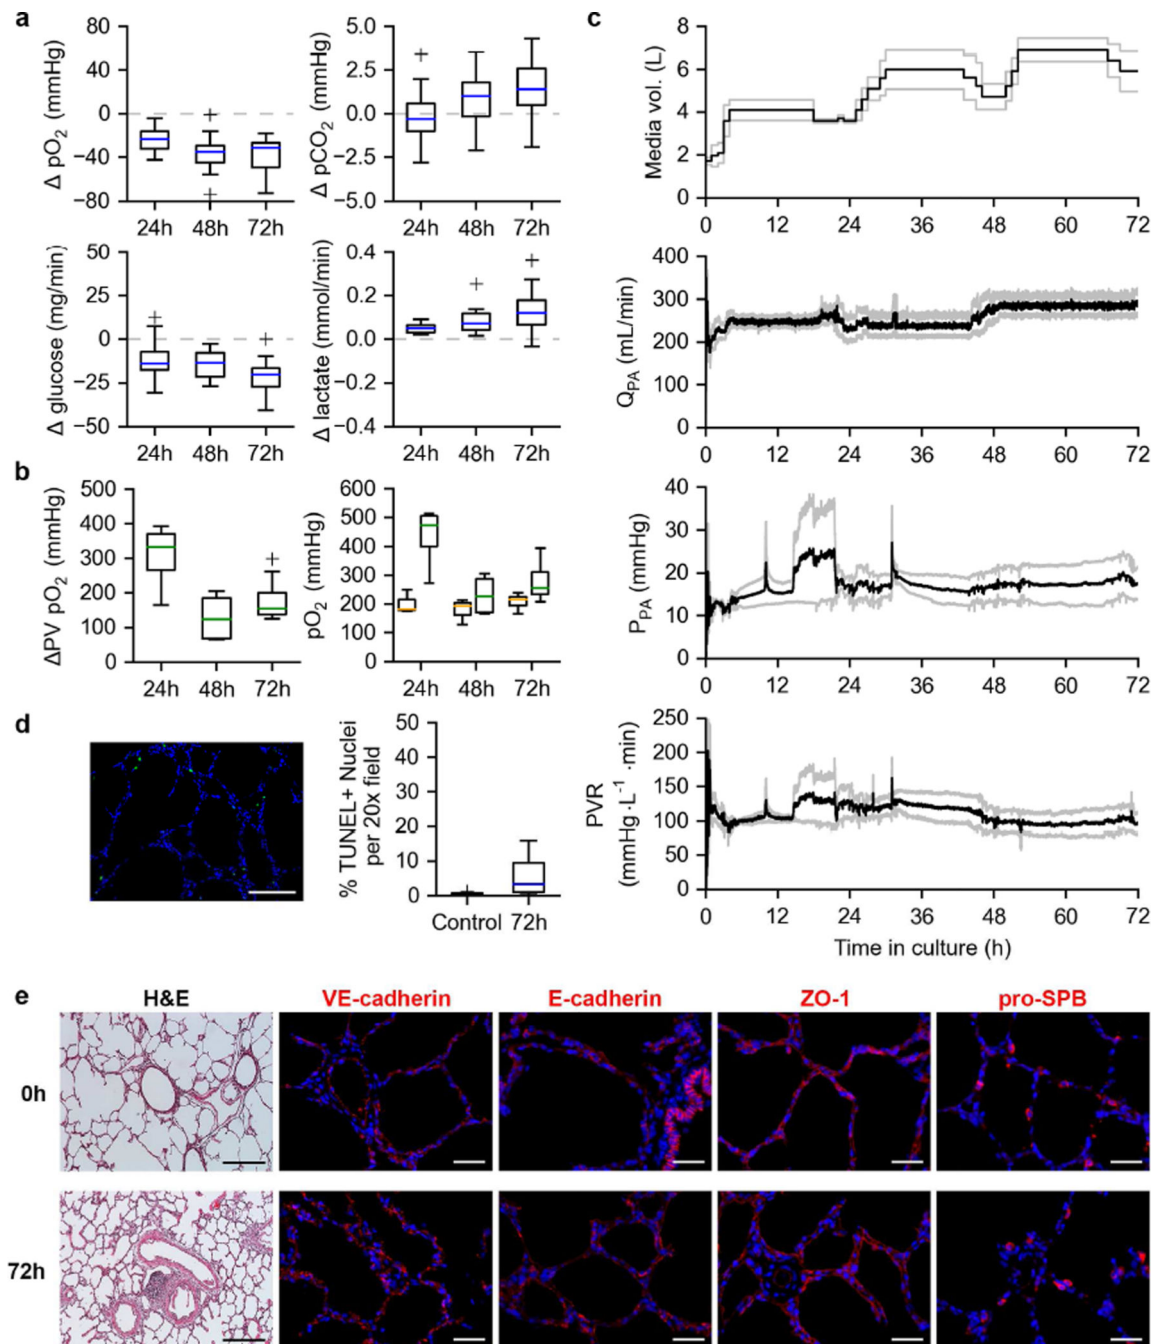 a
Δ pO2 (mmHg)
80
40
0
−40
−80
24h 48h 72h
Δ pCO2 (mmHg)
5.0
2.5
0.0
−2.5
−5.0
24h 48h 72h
Δ glucose (mg/min)
50
25
0
−25
−50
24h 48h 72h
Δ lactate (mmol/min)
0.4
0.2
0.0
−0.2
−0.4
24h 48h 72h
b
ΔPV pO2 (mmHg)
500
400
300
200
100
0
24h 48h 72h
pO2 (mmHg)
600
500
400
300
200
100
0
24h 48h 72h
c
Media vol. (L)
8
6
4
2
0
0 12 24 36 48 60 72
QPA (mL/min)
400
300
200
100
0
0 12 24 36 48 60 72
PPA (mmHg)
40
30
20
10
0
0 12 24 36 48 60 72
PVR
(mmHg·L−1 ·min)
250
200
150
100
50
0
0 12 24 36 48 60 72
Time in culture (h)
d
% TUNEL+ Nuclei
per 20x field
50
40
30
20
10
0
Control 72h
e
H&E VE-cadherin E-cadherin ZO-1 pro-SPB
0h
72h